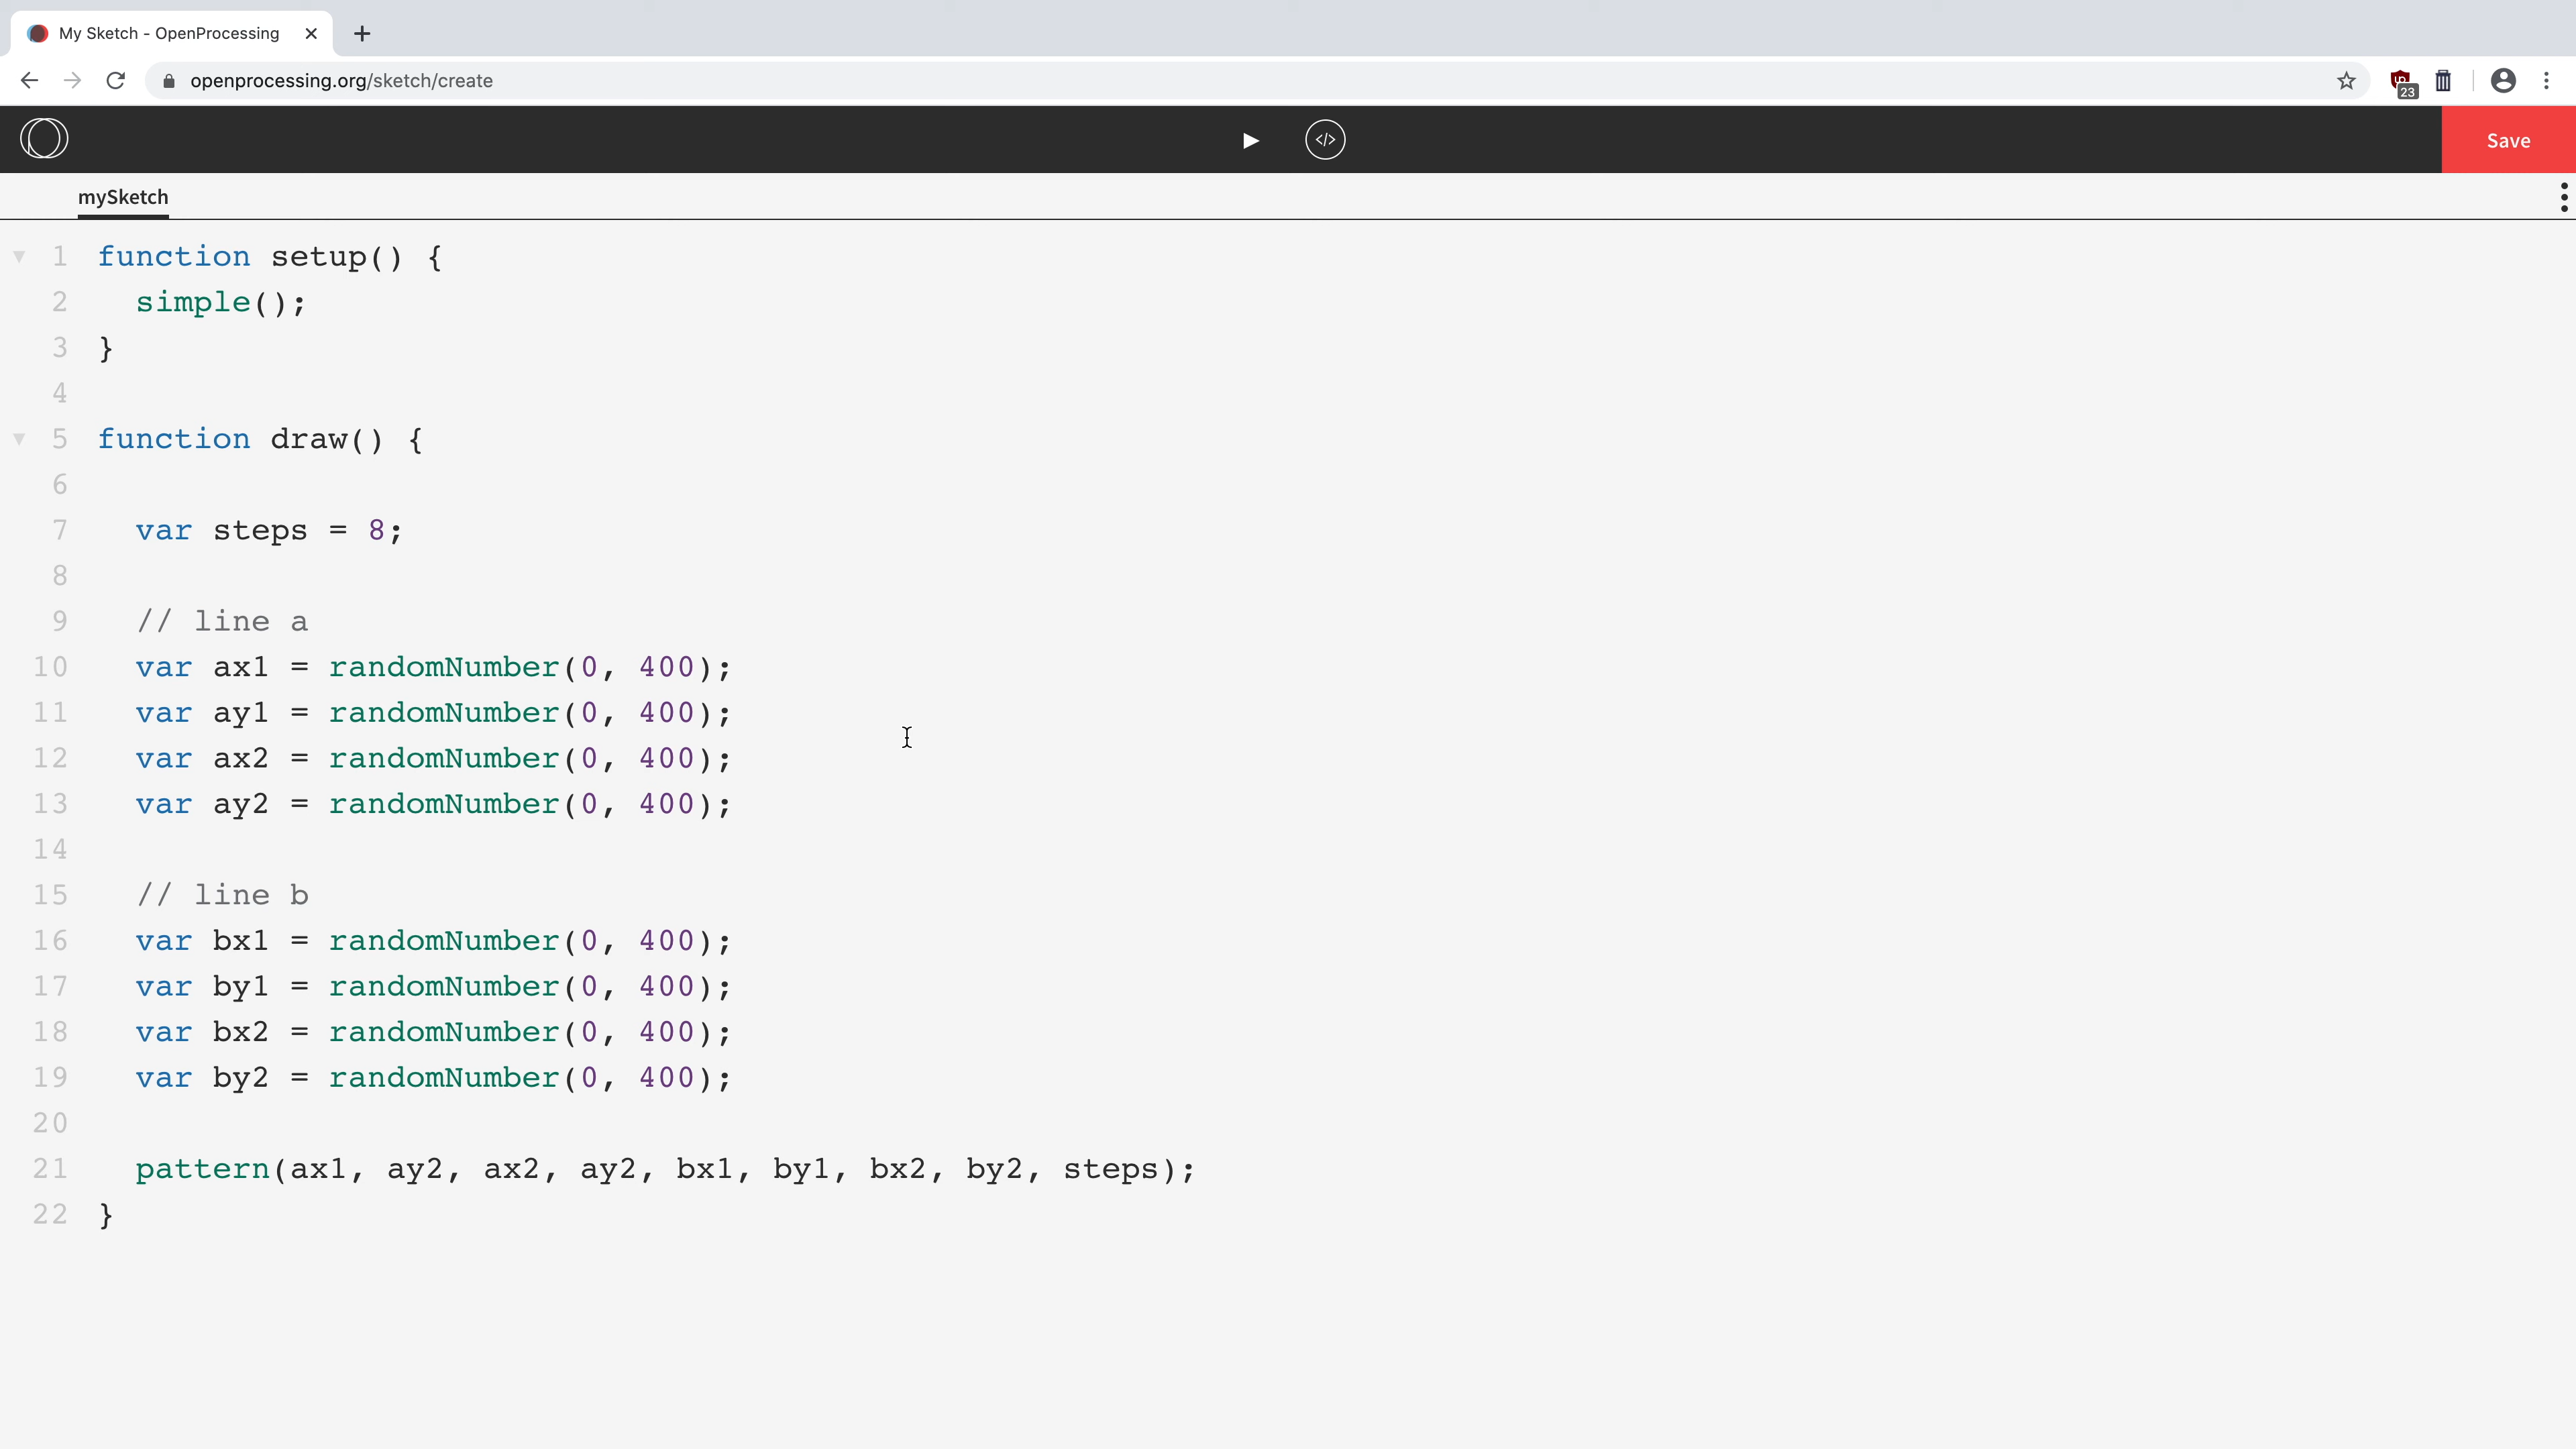 My Sketch - OpenProcessing
openprocessing.org/sketch/create
23
</>
Save
mySketch
1 function setup() {
2 simple();
3 }
4
5 function draw() {
6
7 var steps = 8;
8
9 // line a
10 var ax1 = randomNumber(0, 400);
11 var ay1 = randomNumber(0, 400);
12 var ax2 = randomNumber(0, 400);
13 var ay2 = randomNumber(0, 400);
14
15 // line b
16 var bx1 = randomNumber(0, 400);
17 var by1 = randomNumber(0, 400);
18 var bx2 = randomNumber(0, 400);
19 var by2 = randomNumber(0, 400);
20
21 pattern(ax1, ay2, ax2, ay2, bx1, by1, bx2, by2, steps);
22 }